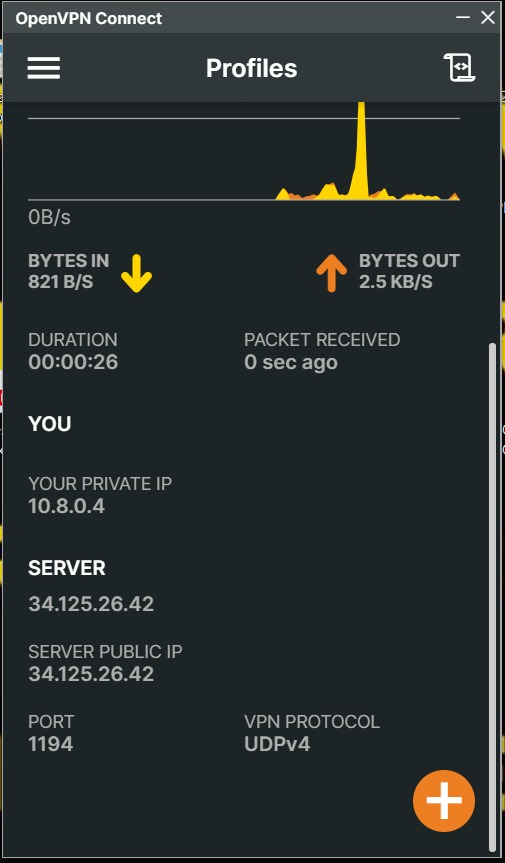 OpenVPN Connect
Profiles
0B/s
BYTES IN
821 B/S
BYTES OUT
2.5 KB/S
DURATION
00:00:26
PACKET RECEIVED
0 sec ago
YOU
YOUR PRIVATE IP
10.8.0.4
SERVER
34.125.26.42
SERVER PUBLIC IP
34.125.26.42
PORT
1194
VPN PROTOCOL
UDPv4